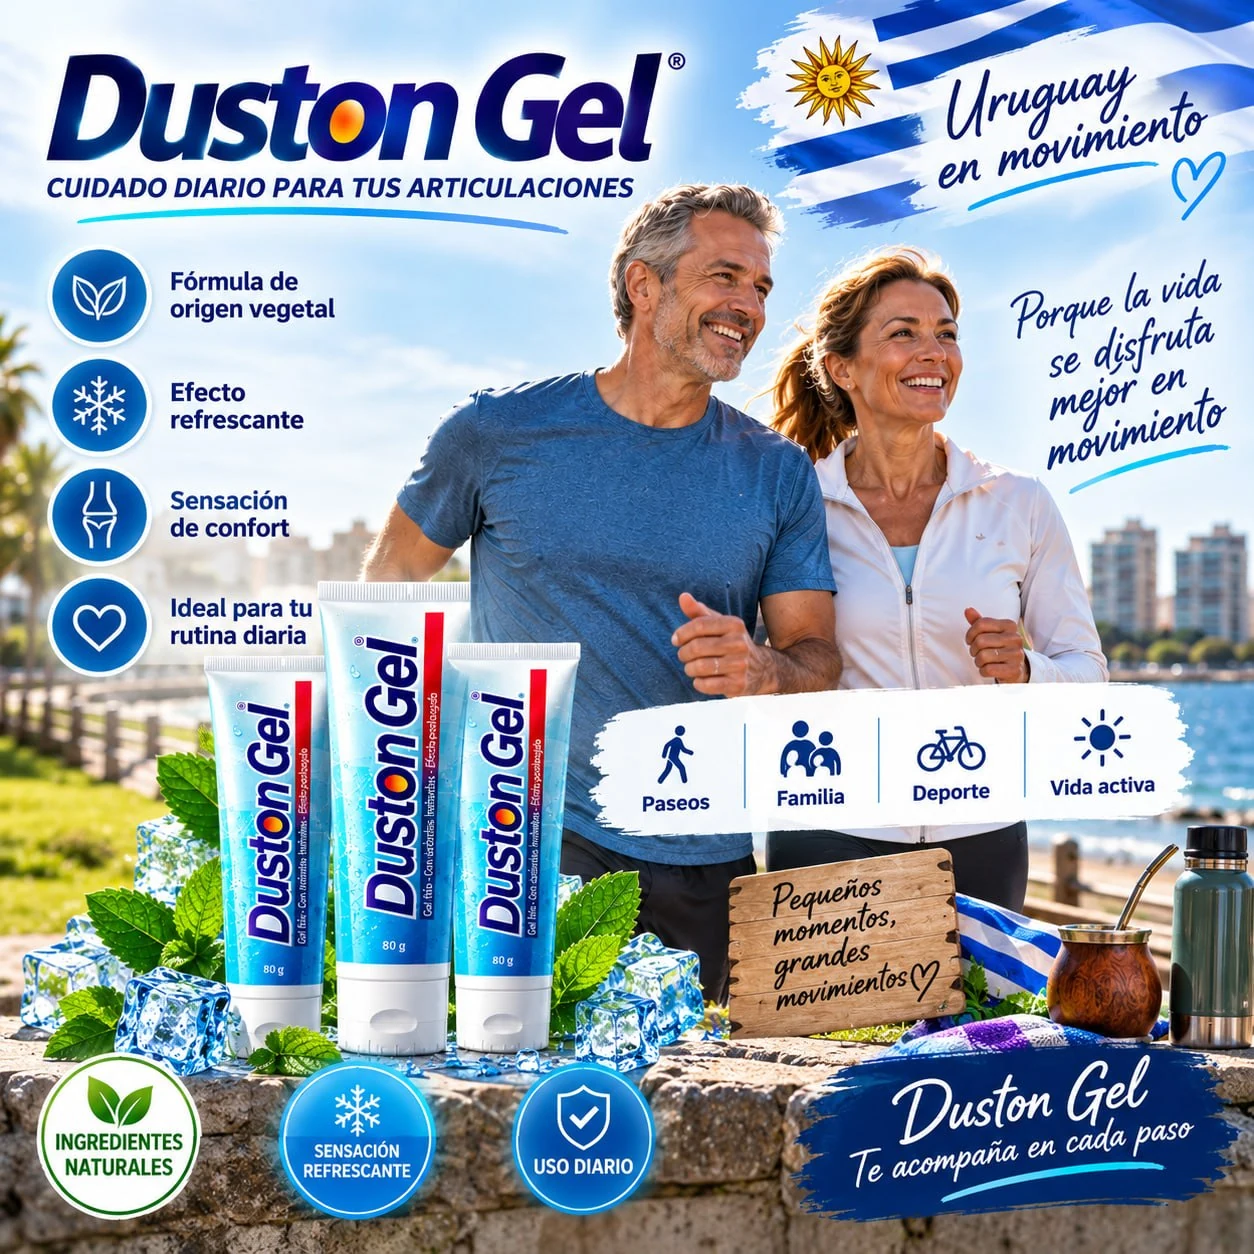 Duston Gel®
CUIDADO DIARIO PARA TUS ARTICULACIONES
Uruguay
en movimiento
Fórmula de
origen vegetal
Efecto
refrescante
Sensación
de confort
Ideal para tu
rutina diaria
Porque la vida
se disfruta
mejor en
movimiento
Duston Gel®
80 g
Duston Gel®
80 g
Duston Gel®
80 g
Paseos
Familia
Deporte
Vida activa
Pequeños
momentos,
grandes
movimientos
INGREDIENTES
NATURALES
SENSACIÓN
REFRESCANTE
USO DIARIO
Duston Gel
Te acompaña en cada paso